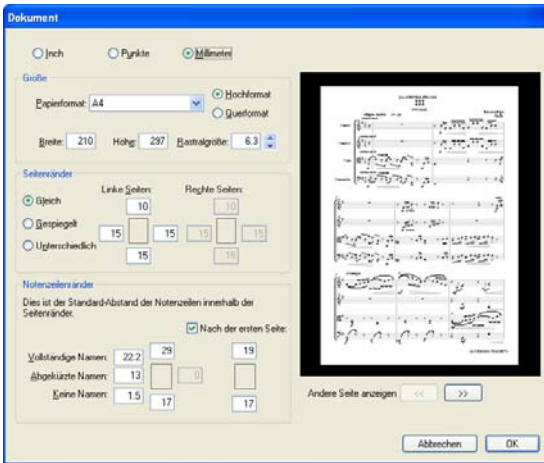 Dokument
Inch Punkte Millimeter
Größe
Papierformat: A4 Hochformat
Querformat
Breite: 210 Höhe: 297 Rastralgröße: 6.3
Seitenränder
Linke Seiten: Rechte Seiten:
Gleich 10 10
Gespiegelt 15 15 15 15
Unterschiedlich 15 15
Notenzeilenränder
Dies ist der Standard-Abstand der Notenzeilen innerhalb der
Seitenränder.
Nach der ersten Seite:
29 19
Vollständige Namen: 22.2
Abgekürzte Namen: 13 0
Keine Namen: 1.5 17 17
III
Andere Seite anzeigen << >>
Abbrechen OK